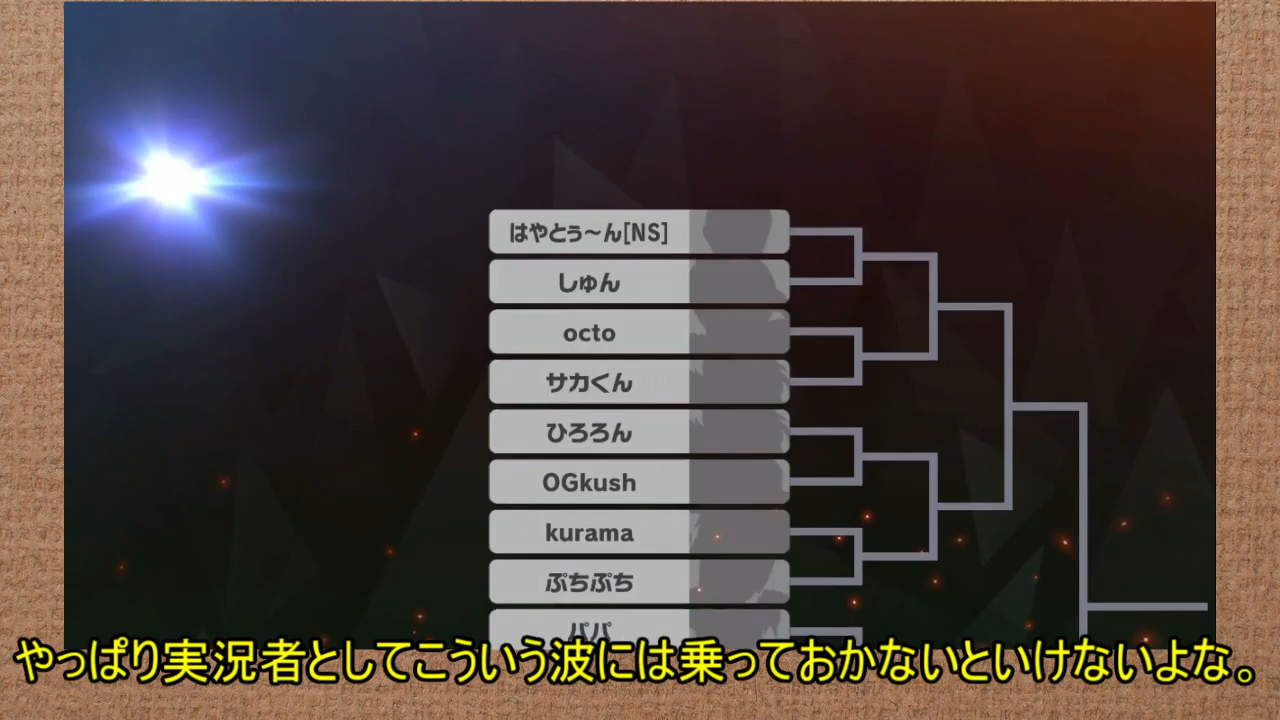 はやとぅ～ん[NS]
しゅん
octo
サカくん
ひろろん
OGkush
kurama
ぷちぷち
パパ
やっぱり実況者としてこういう波には乗っておかないといけないよな。